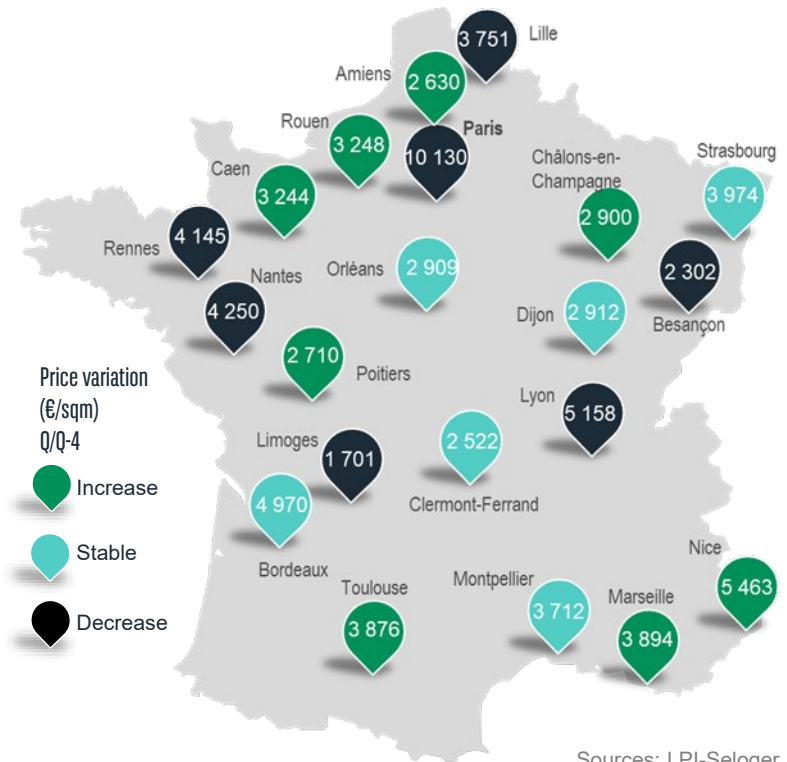 3 751
Lille
Amiens
2 630
Rouen
3 248
Paris
10 130
Caen
3 244
Châlons-en-
Champagne
2 900
Strasbourg
3 974
Rennes
4 145
Nantes
4 250
Orléans
2 909
Dijon
2 912
2 302
Besançon
2 710
Poitiers
Lyon
5 158
Limoges
1 701
2 522
Clermont-Ferrand
4 970
Bordeaux
Toulouse
3 876
Montpellier
3 712
Marseille
3 894
Nice
5 463
Price variation
(€/sqm)
Q/Q-4
Increase
Stable
Decrease
Sources: LPI-Seloger